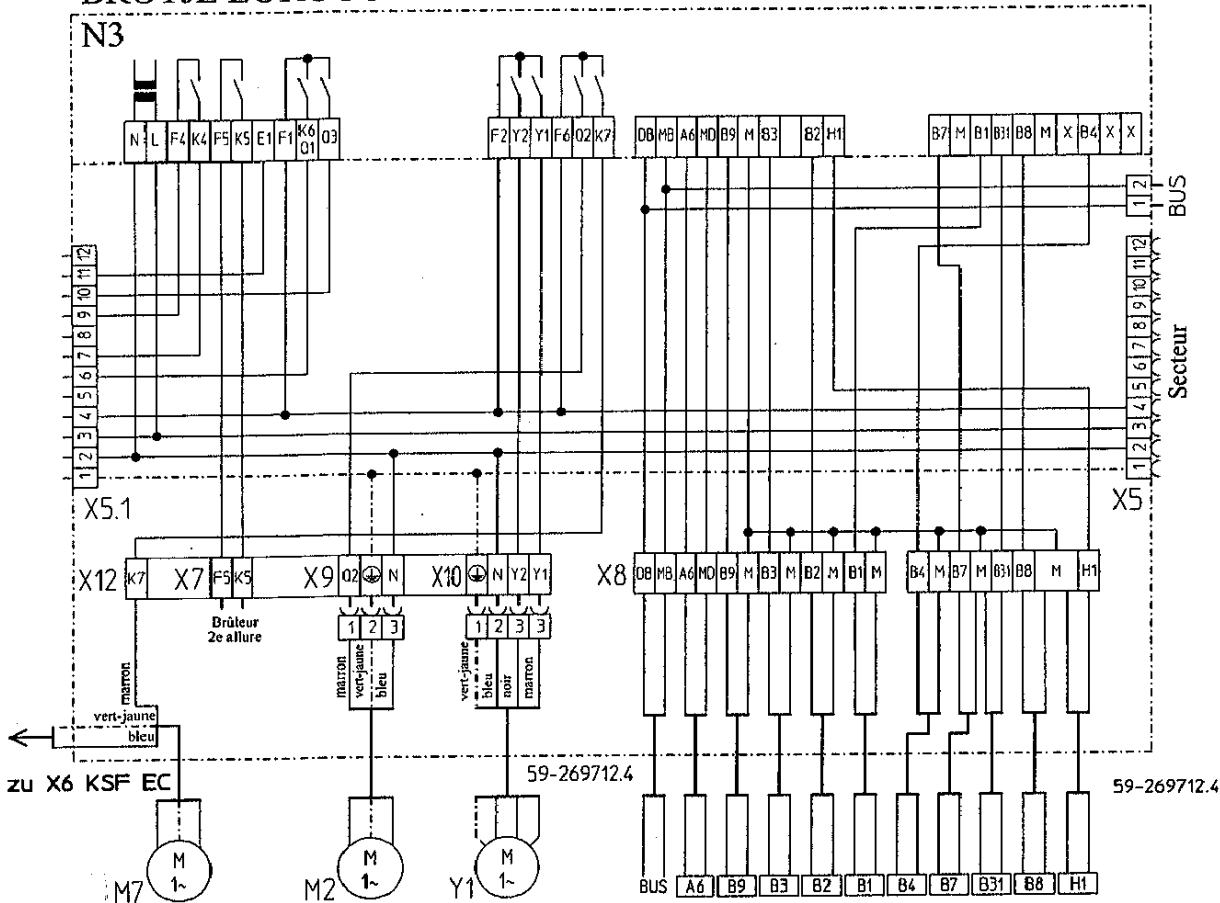 N3
N L F4 K4 F5 K5 E1 F1 K6 Q1 Q3
F2 Y2 Y1 F6 Q2 K7
DB MB A6 MD B9 M B3 B2 H1
B7 M B1 B31 B8 M X B4 X X
2
1
BUS
12
11
10
9
8
7
6
5
4
3
2
1
X5.1
12
11
10
9
8
7
6
5
4
3
2
1
Secteur
X5
X12 K7 X7 F5 K5 X9 Q2 N X10 N Y2 Y1 X8 DB MB A6 MD B9 M B3 M B2 M B1 M B4 M B7 M B31 B8 M H1
Brûteur
2e allure
1 2 3
1 2 3 3
marron
vert-jaune
bleu
vert-jaune
bleu
noir
marron
marron
vert-jaune
bleu
zu X6 KSF EC
59-269712.4
59-269712.4
M7 M 1~
M2 M 1~
Y1 M 1~
BUS A6 B9 B3 B2 B1 B4 B7 B31 B8 H1